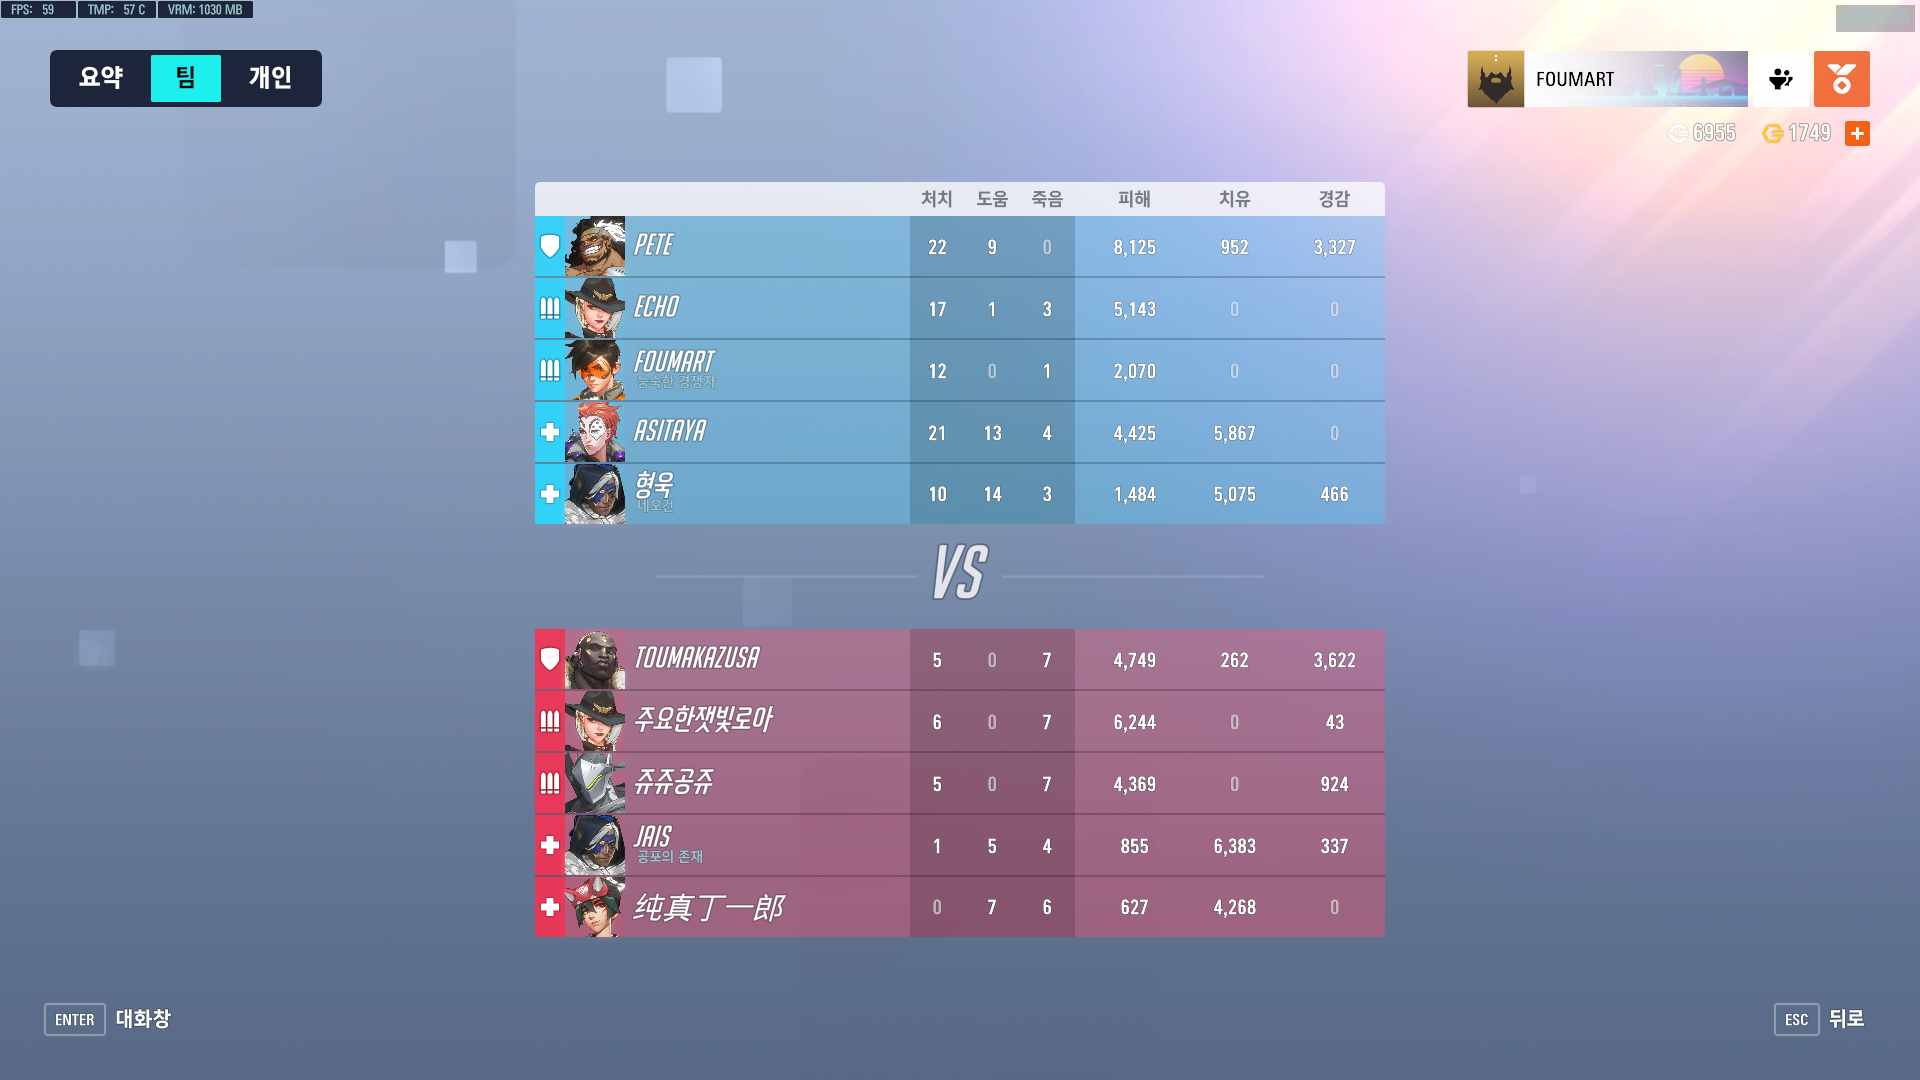 FPS: 59 TMP: 57 C VRM: 1030 MB
요약 팀 개인
FOUMART
6955 1749
처치 도움 죽음 피해 치유 경감
PETE 22 9 0 8,125 952 3,327
ECHO 17 1 3 5,143 0 0
FOUMART 12 0 1 2,070 0 0
능숙한 경쟁자
ASITAYA 21 13 4 4,425 5,867 0
형욱 10 14 3 1,484 5,075 466
네오건
VS
TOUMAKAZUSA 5 0 7 4,749 262 3,622
주요한잿빛로아 6 0 7 6,244 0 43
쥬쥬공쥬 5 0 7 4,369 0 924
JAIS 1 5 4 855 6,383 337
공포의 존재
纯真丁一郎 0 7 6 627 4,268 0
ENTER 대화창
ESC 뒤로